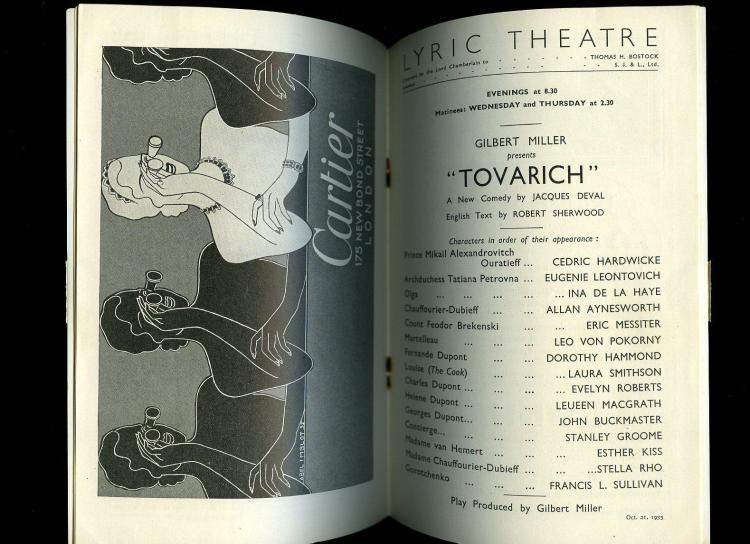 Cartier
175 NEW BOND STREET
LONDON
LYRIC THEATRE
by the Lord Chamberlain to - - - - - - THOMAS H. BOSTOCK
- - - - - - S. J. & L., Ltd.
EVENINGS at 8.30
Matinees: WEDNESDAY and THURSDAY at 2.30
GILBERT MILLER
presents
"TOVARICH"
A New Comedy by JACQUES DEVAL
English Text by ROBERT SHERWOOD
Characters in order of their appearance :
Prince Mikail Alexandrovitch
Ouratieff ... CEDRIC HARDWICKE
Archduchess Tatiana Petrovna ... EUGENIE LEONTOVICH
Olga ... ... ... ... ... INA DE LA HAYE
Chauffourier-Dubieff ... ... ALLAN AYNESWORTH
Count Feodor Brekenski ... ... ERIC MESSITER
Martelleau ... ... ... LEO VON POKORNY
Fernande Dupont ... ... DOROTHY HAMMOND
Louise (The Cook) ... ... ... LAURA SMITHSON
Charles Dupont ... ... ... EVELYN ROBERTS
Helene Dupont ... ... LEUEEN MACGRATH
Georges Dupont... ... ... JOHN BUCKMASTER
Concierge... ... ... ... STANLEY GROOME
Madame van Hemert ... ... ESTHER KISS
Madame Chauffourier-Dubieff ... ... ...STELLA RHO
Gorotchenko ... ... ... FRANCIS L. SULLIVAN
Play Produced by Gilbert Miller